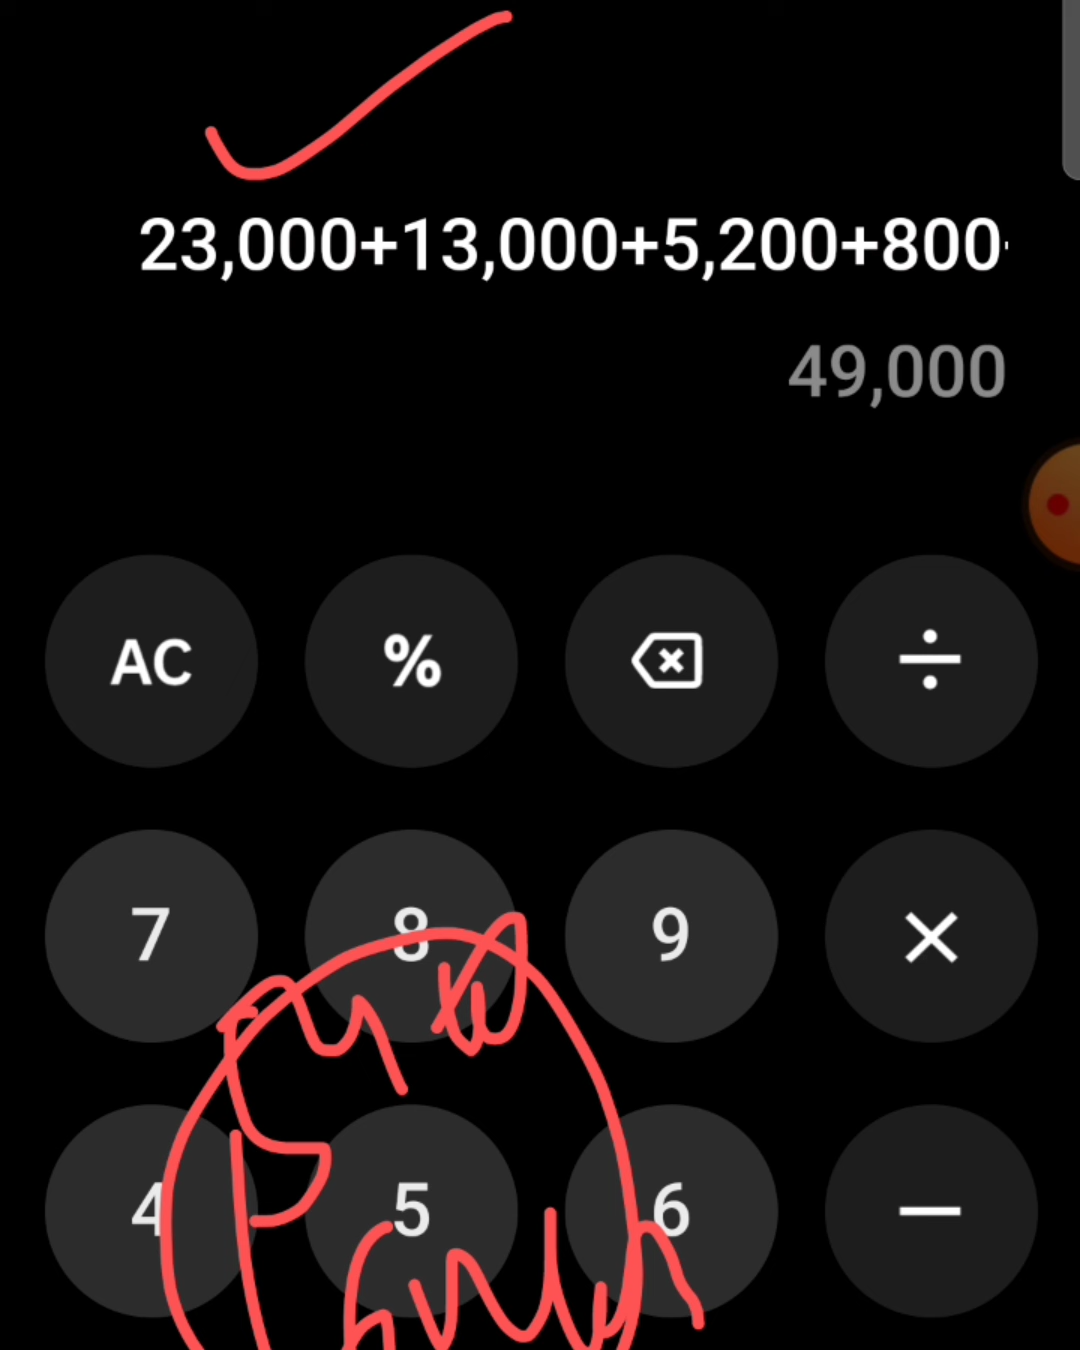 23,000+13,000+5,200+800
49,000
AC % ÷
7 8 9 ×
4 5 6 −